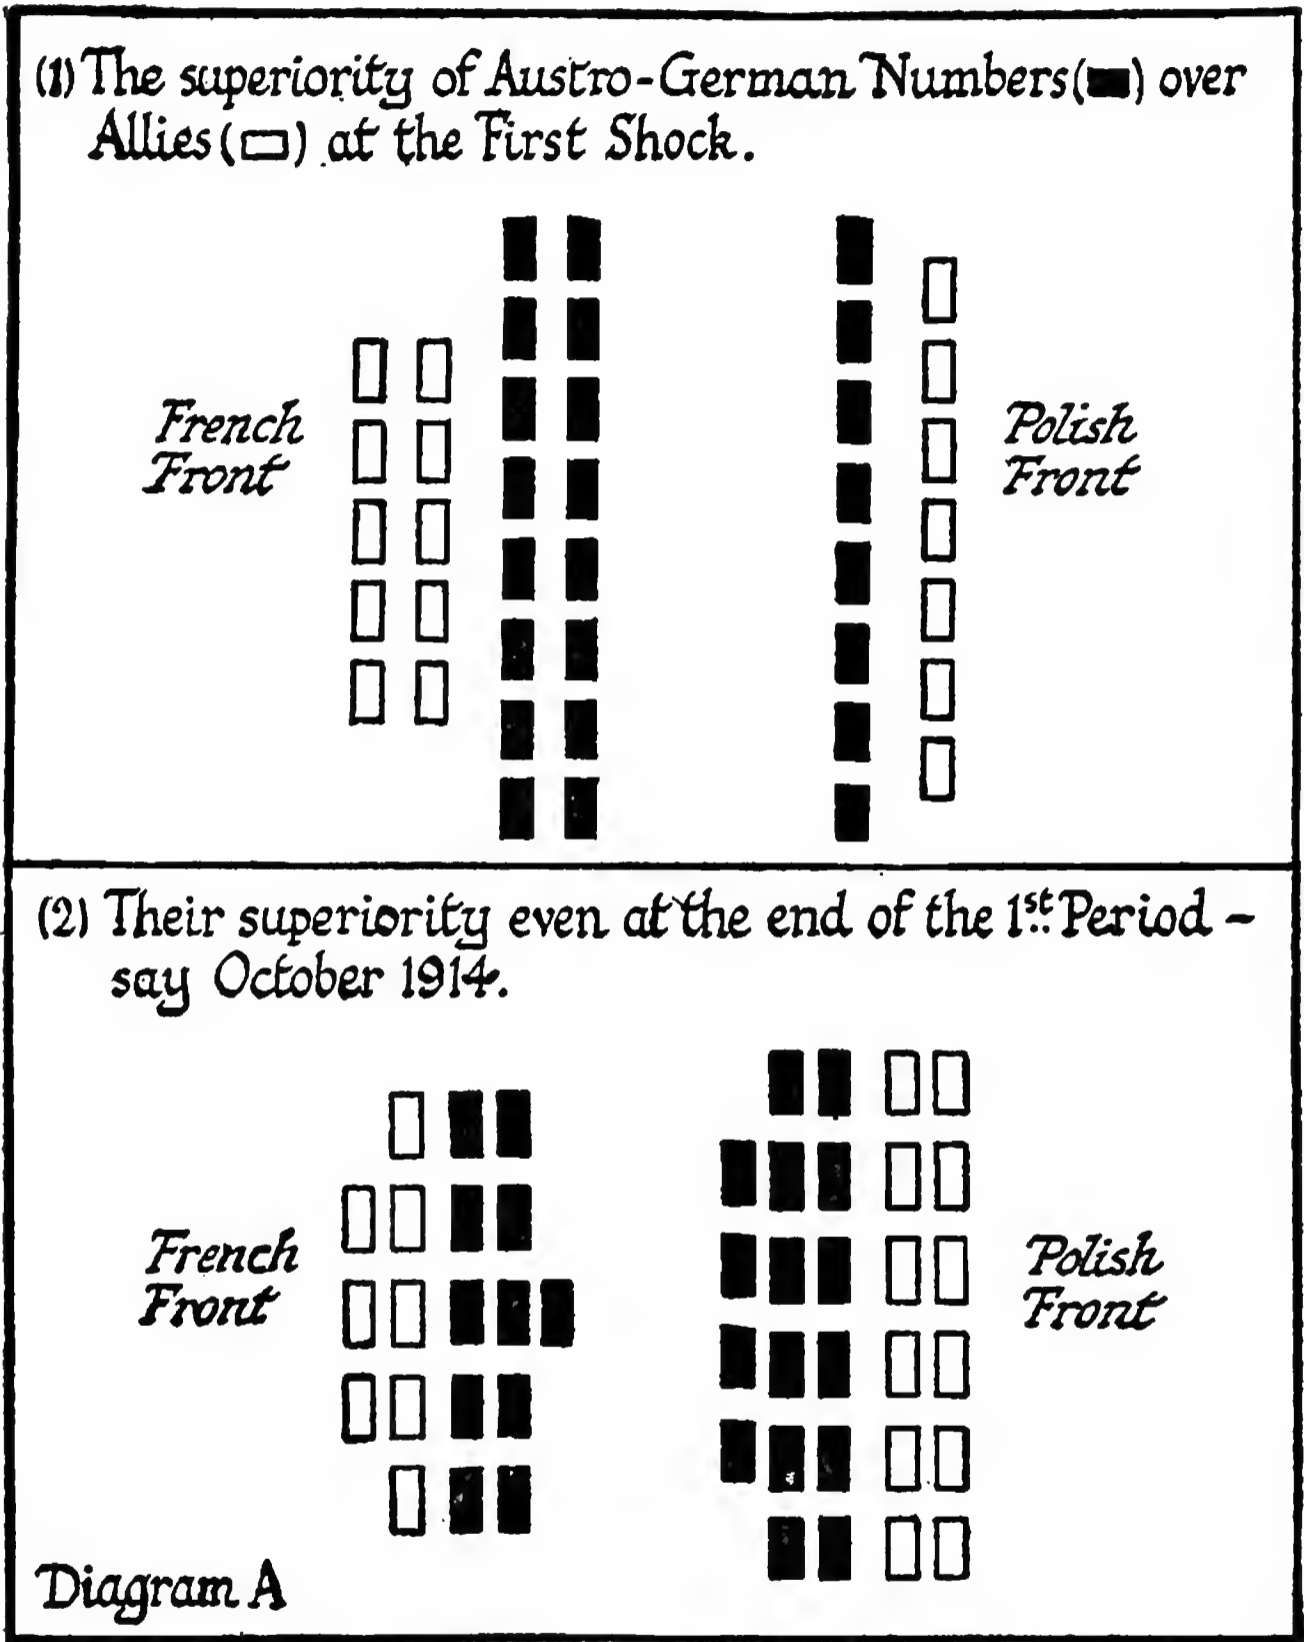 (1) The superiority of Austro-German Numbers(■) over
Allies(▭) at the First Shock.
French
Front
Polish
Front
(2) Their superiority even at the end of the 1st Period –
say October 1914.
French
Front
Polish
Front
Diagram A